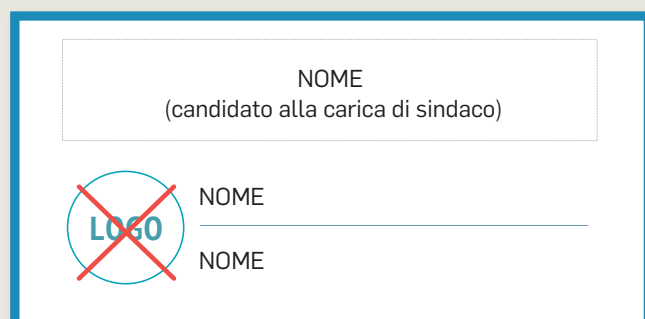 NOME
(candidato alla carica di sindaco)
NOME
LOGO
NOME